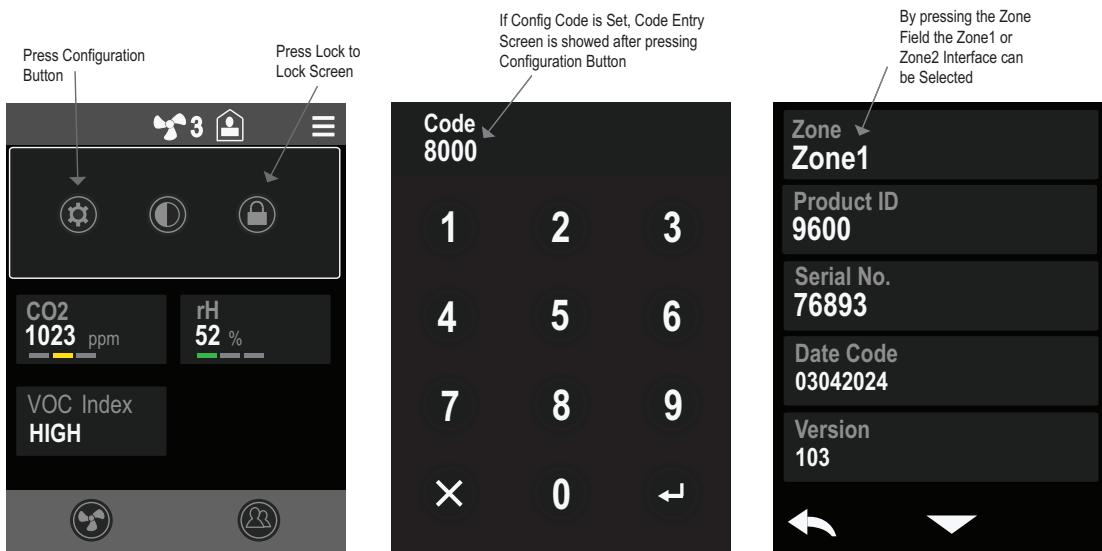 Press Configuration
Button
Press Lock to
Lock Screen
3
CO2
1023 ppm
rH
52 %
VOC Index
HIGH
If Config Code is Set, Code Entry
Screen is showed after pressing
Configuration Button
Code
8000
1 2 3
4 5 6
7 8 9
0
By pressing the Zone
Field the Zone1 or
Zone2 Interface can
be Selected
Zone
Zone1
Product ID
9600
Serial No.
76893
Date Code
03042024
Version
103